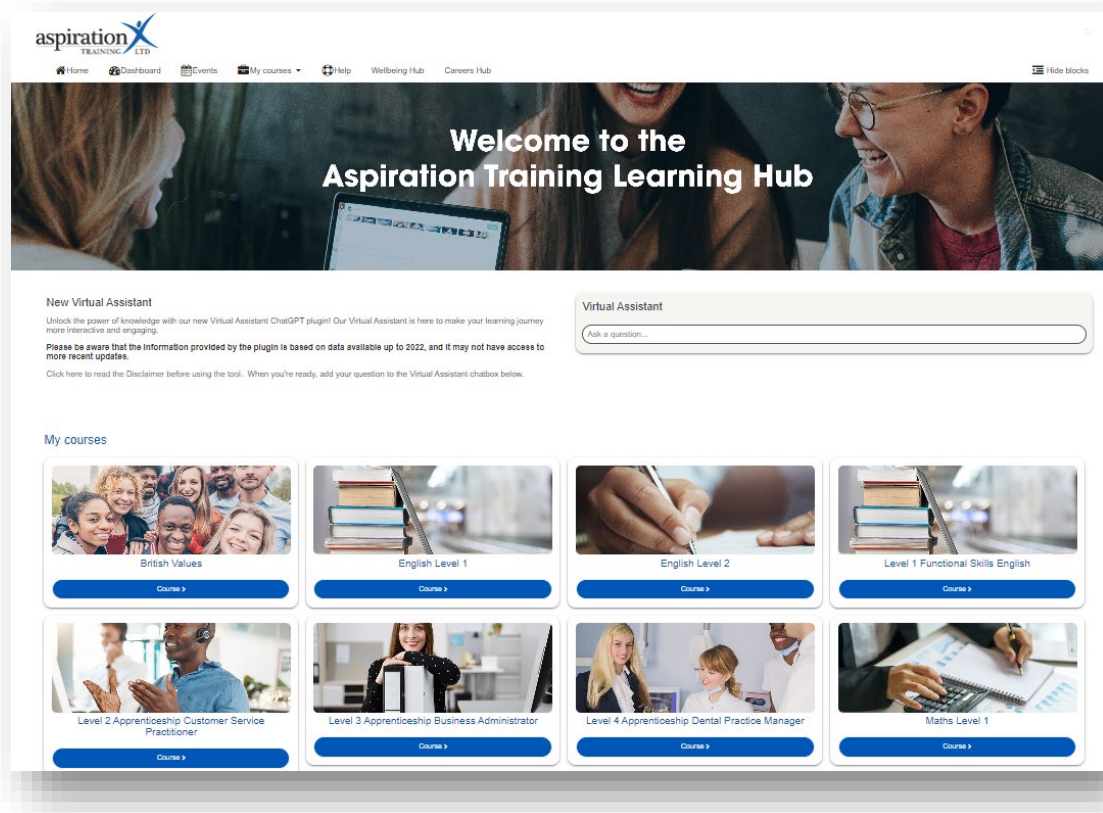 aspiration
TRAINING LTD
Home Dashboard Events My courses Help Wellbeing Hub Careers Hub Hide blocks
Welcome to the
Aspiration Training Learning Hub
New Virtual Assistant
Unlock the power of knowledge with our new Virtual Assistant ChatGPT plugin! Our Virtual Assistant is here to make your learning journey
more interactive and engaging.
Please be aware that the information provided by the plugin is based on data available up to 2022, and it may not have access to
more recent updates.
Click here to read the Disclaimer before using the tool. When you're ready, add your question to the Virtual Assistant chatbox below.
Virtual Assistant
Ask a question...
My courses
British Values
Course >
English Level 1
Course >
English Level 2
Course >
Level 1 Functional Skills English
Course >
Level 2 Apprenticeship Customer Service
Practitioner
Course >
Level 3 Apprenticeship Business Administrator
Course >
Level 4 Apprenticeship Dental Practice Manager
Course >
Maths Level 1
Course >